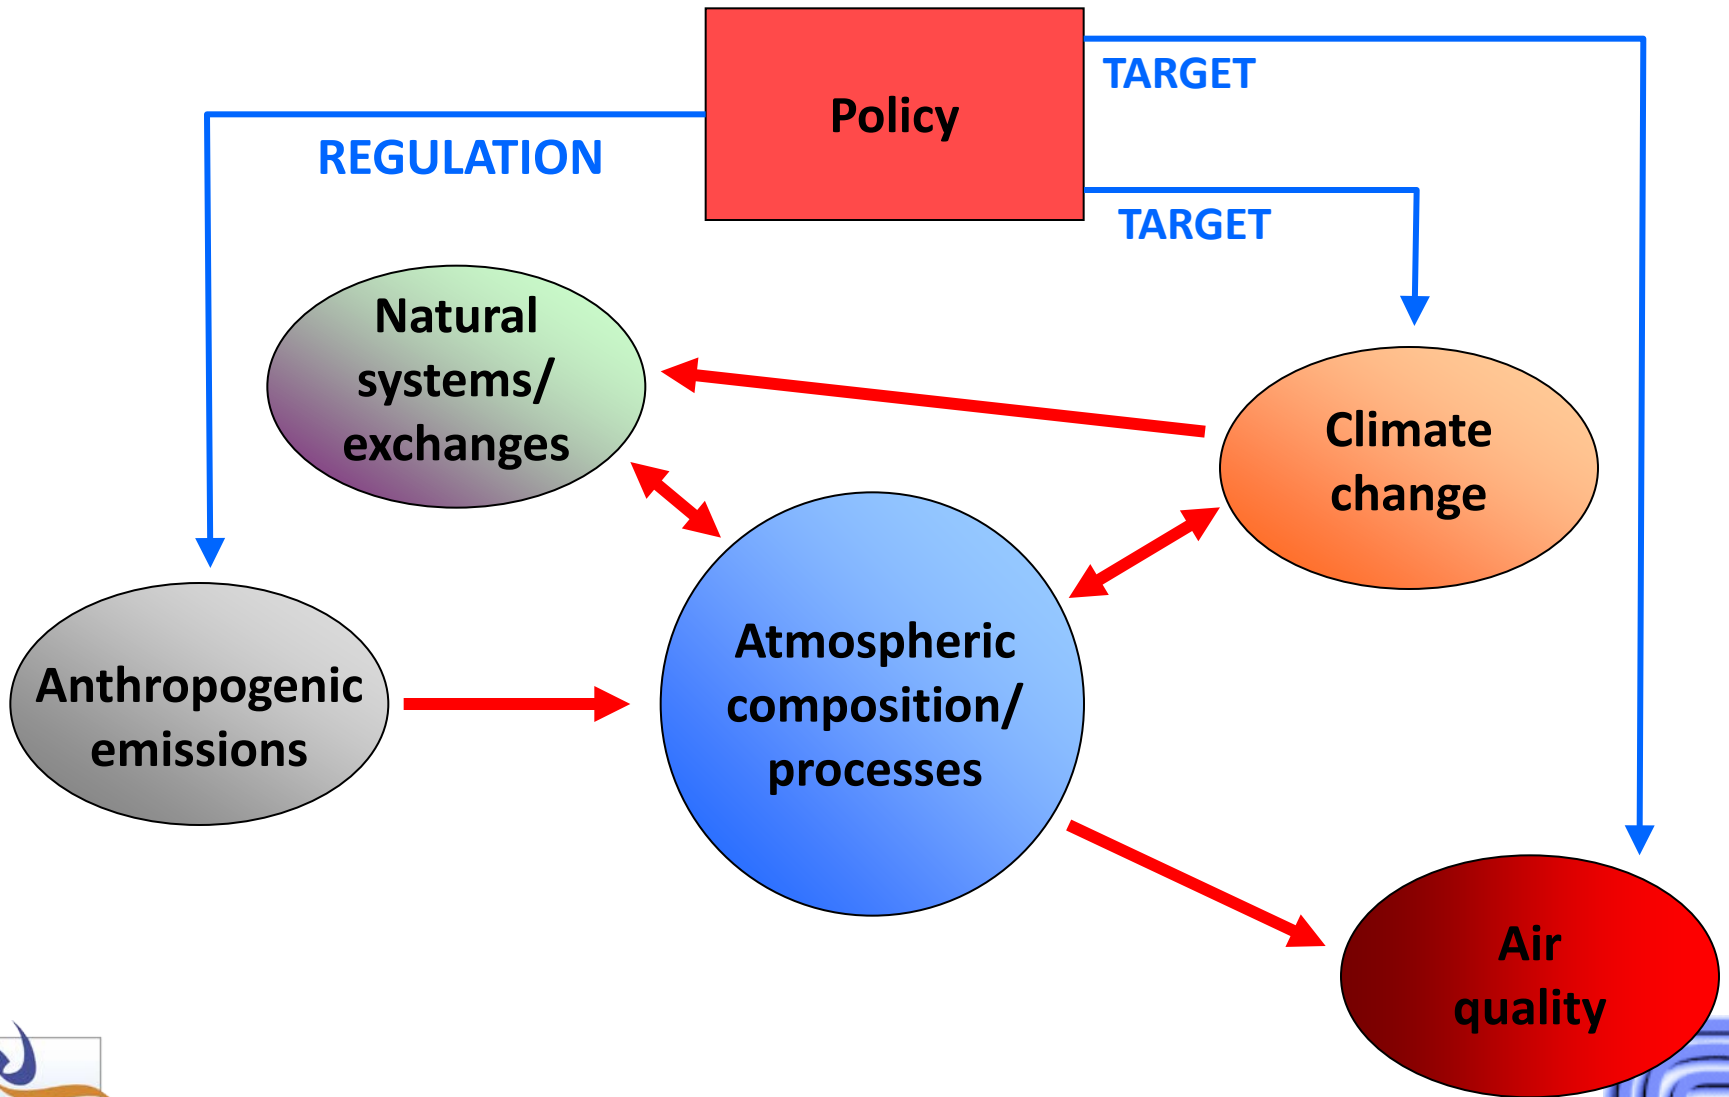 Policy
TARGET
REGULATION
TARGET
Natural
systems/
exchanges
Climate
change
Atmospheric
composition/
processes
Anthropogenic
emissions
Air
quality